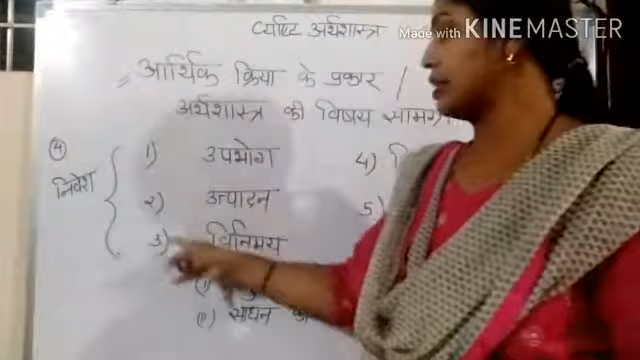 Made with KINEMASTER
व्यष्टि अर्थशास्त्र
आर्थिक क्रिया के प्रकार /
अर्थशास्त्र की विषय सामग्र
4
निवेश
1) उपभोग
2) उत्पादन
3) विनिमय
(i)
(ii) साधन का
4) नि
5)